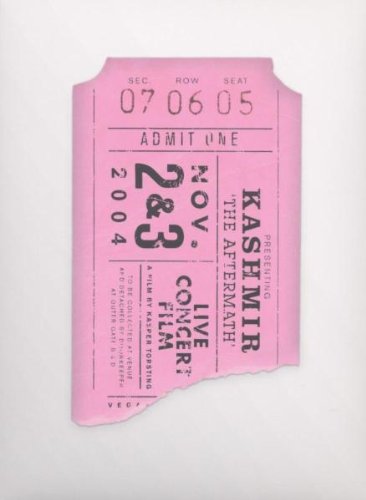 SEC. ROW SEAT
07 06 05
ADMIT ONE
PRESENTING
KASHMIR
'THE AFTERMATH'
NOV.
2&3
2004
LIVE
CONCERT
FILM
A FILM BY KASPER TORSTING
TO BE COLLECTED AT VENUE
AND DETACHED BY DOORKEEPER
AT OUTER GATE